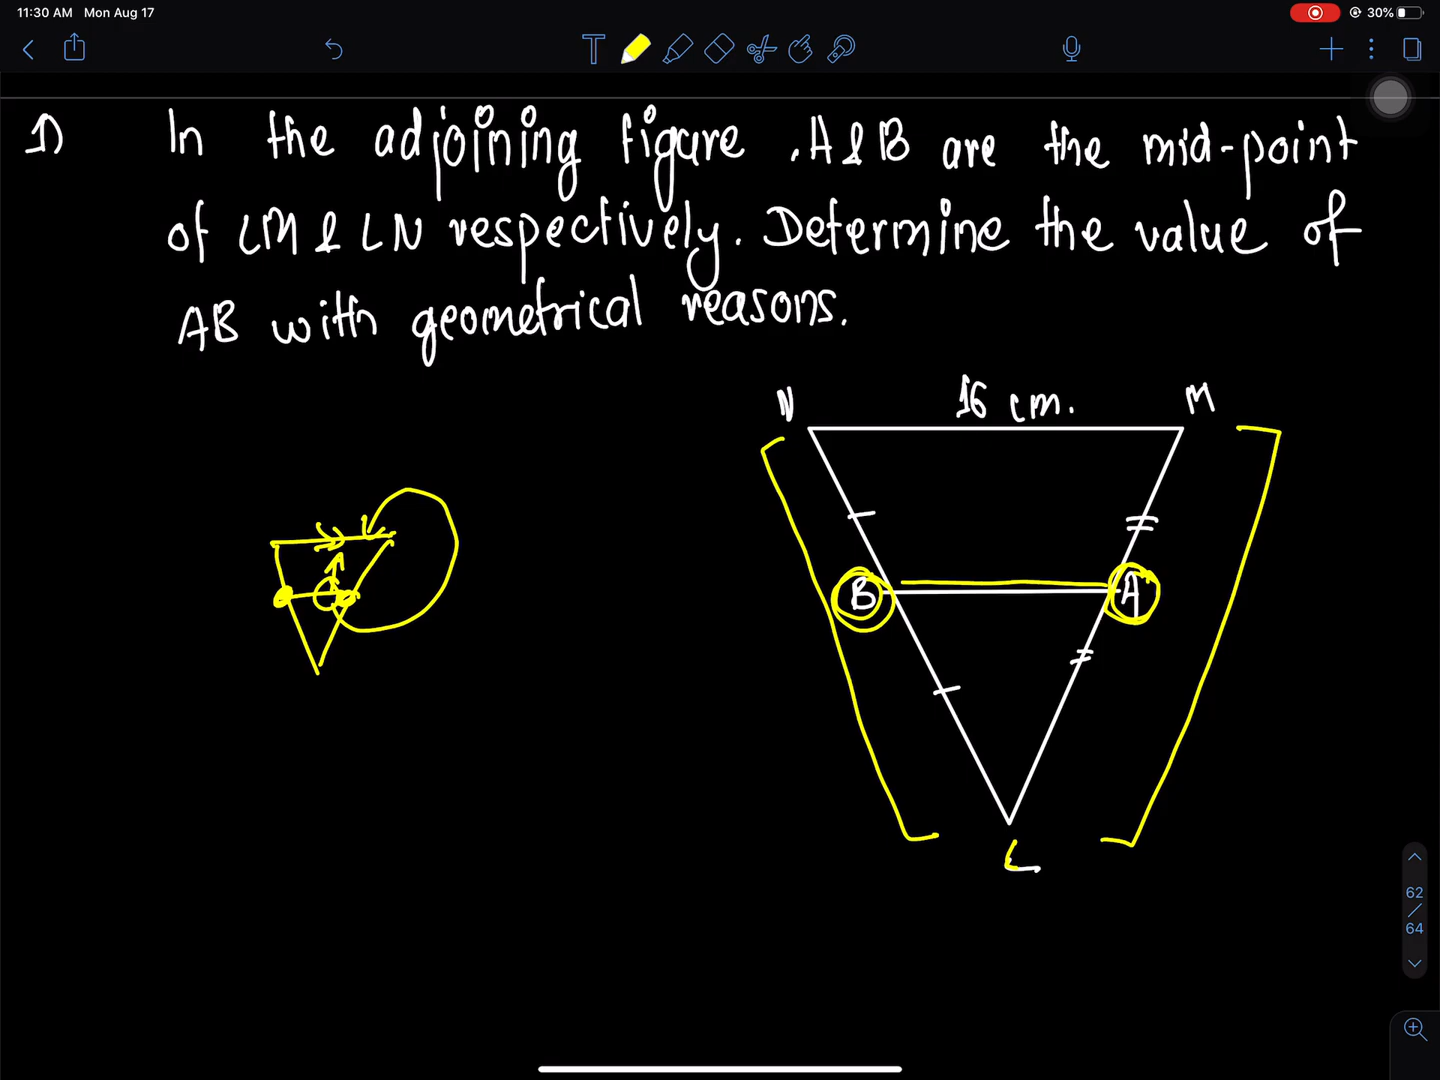 11:30 AM Mon Aug 17
30%
1) In the adjoining figure. A & B are the mid-point
of LM & LN respectively. Determine the value of
AB with geometrical reasons.
N 16 cm. M
B A
L
62
64